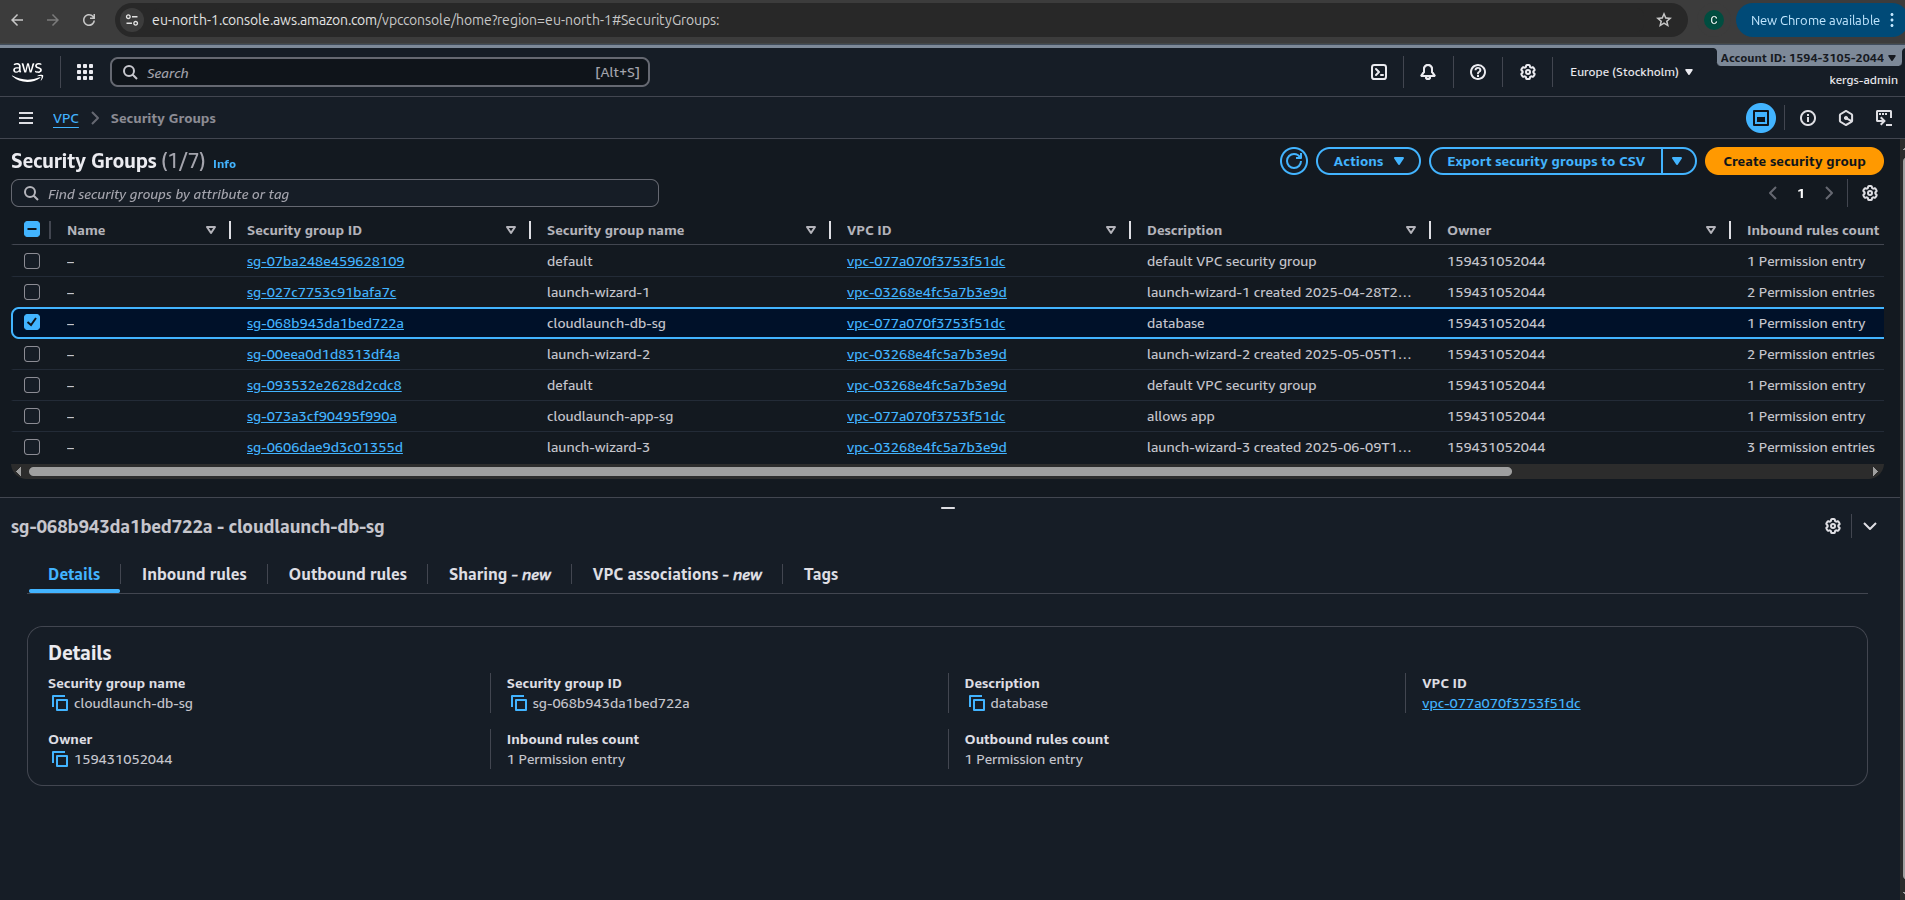 eu-north-1.console.aws.amazon.com/vpcconsole/home?region=eu-north-1#SecurityGroups:
C
New Chrome available
aws
Search
[Alt+S]
Europe (Stockholm)
Account ID: 1594-3105-2044
kergs-admin
VPC
Security Groups
Security Groups (1/7) Info
Actions
Export security groups to CSV
Create security group
Find security groups by attribute or tag
1
Name Security group ID Security group name VPC ID Description Owner Inbound rules count
– sg-07ba248e459628109 default vpc-077a070f3753f51dc default VPC security group 159431052044 1 Permission entry
– sg-027c7753c91bafa7c launch-wizard-1 vpc-03268e4fc5a7b3e9d launch-wizard-1 created 2025-04-28T2... 159431052044 2 Permission entries
– sg-068b943da1bed722a cloudlaunch-db-sg vpc-077a070f3753f51dc database 159431052044 1 Permission entry
– sg-00eea0d1d8313df4a launch-wizard-2 vpc-03268e4fc5a7b3e9d launch-wizard-2 created 2025-05-05T1... 159431052044 2 Permission entries
– sg-093532e2628d2cdc8 default vpc-03268e4fc5a7b3e9d default VPC security group 159431052044 1 Permission entry
– sg-073a3cf90495f990a cloudlaunch-app-sg vpc-077a070f3753f51dc allows app 159431052044 1 Permission entry
– sg-0606dae9d3c01355d launch-wizard-3 vpc-03268e4fc5a7b3e9d launch-wizard-3 created 2025-06-09T1... 159431052044 3 Permission entries
sg-068b943da1bed722a - cloudlaunch-db-sg
Details Inbound rules Outbound rules Sharing - new VPC associations - new Tags
Details
Security group name
cloudlaunch-db-sg
Security group ID
sg-068b943da1bed722a
Description
database
VPC ID
vpc-077a070f3753f51dc
Owner
159431052044
Inbound rules count
1 Permission entry
Outbound rules count
1 Permission entry